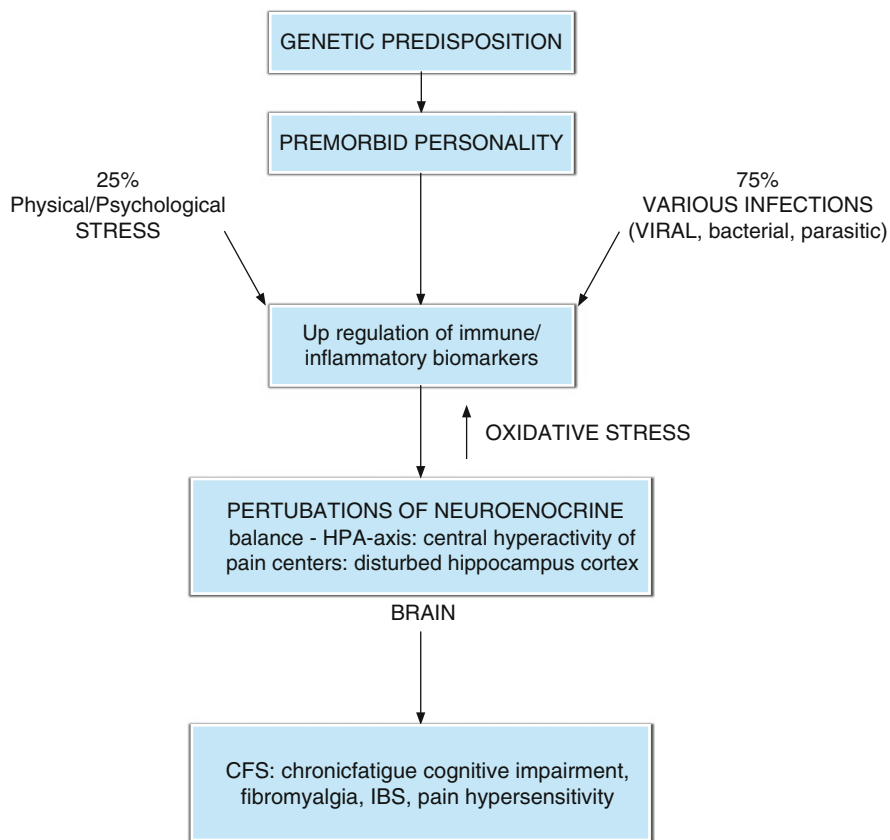 GENETIC PREDISPOSITION
PREMORBID PERSONALITY
25%
Physical/Psychological
STRESS
75%
VARIOUS INFECTIONS
(VIRAL, bacterial, parasitic)
Up regulation of immune/
inflammatory biomarkers
OXIDATIVE STRESS
PERTUBATIONS OF NEUROENOCRINE
balance - HPA-axis: central hyperactivity of
pain centers: disturbed hippocampus cortex
BRAIN
CFS: chronicfatigue cognitive impairment,
fibromyalgia, IBS, pain hypersensitivity